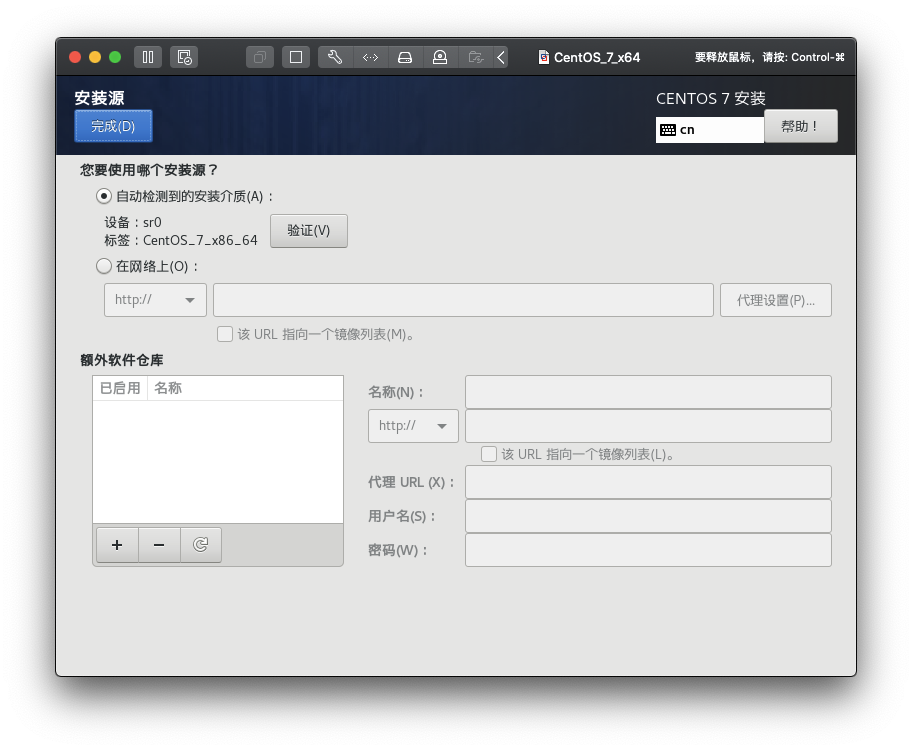 CentOS_7_x64
要释放鼠标，请按: Control-⌘
安装源
CENTOS 7 安装
完成(D)
cn
帮助！
您要使用哪个安装源？
自动检测到的安装介质(A)：
设备：sr0
标签：CentOS_7_x86_64
验证(V)
在网络上(O)：
http://
代理设置(P)...
该 URL 指向一个镜像列表(M)。
额外软件仓库
已启用 名称
名称(N)：
http://
该 URL 指向一个镜像列表(L)。
代理 URL (X)：
用户名(S)：
密码(W)：